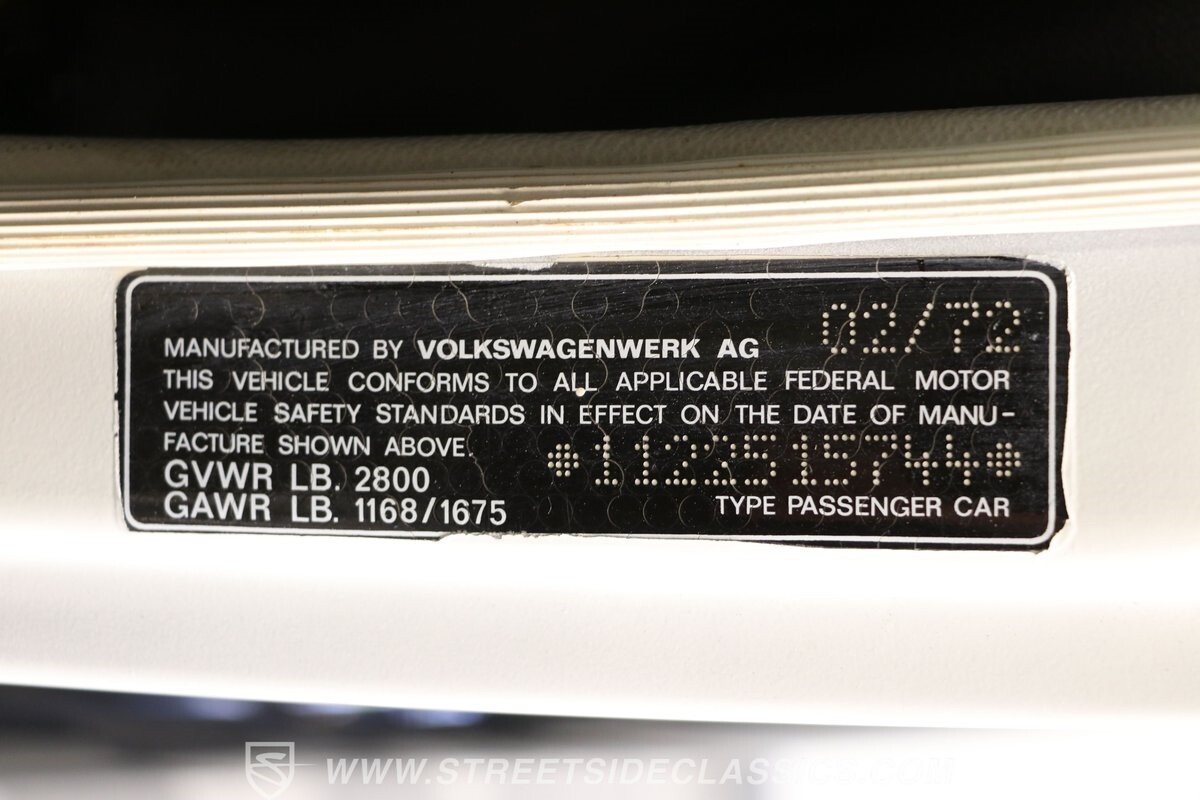 02/72
MANUFACTURED BY VOLKSWAGENWERK AG
THIS VEHICLE CONFORMS TO ALL APPLICABLE FEDERAL MOTOR
VEHICLE SAFETY STANDARDS IN EFFECT ON THE DATE OF MANU-
FACTURE SHOWN ABOVE.
*1122515744*
GVWR LB. 2800
GAWR LB. 1168/1675
TYPE PASSENGER CAR
WWW.STREETSIDECLASSICS.COM